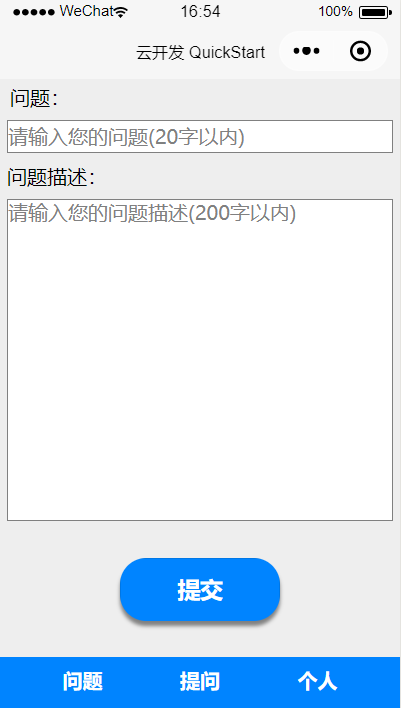 WeChat 16:54 100%
云开发 QuickStart
问题：
请输入您的问题(20字以内)
问题描述：
请输入您的问题描述(200字以内)
提交
问题 提问 个人